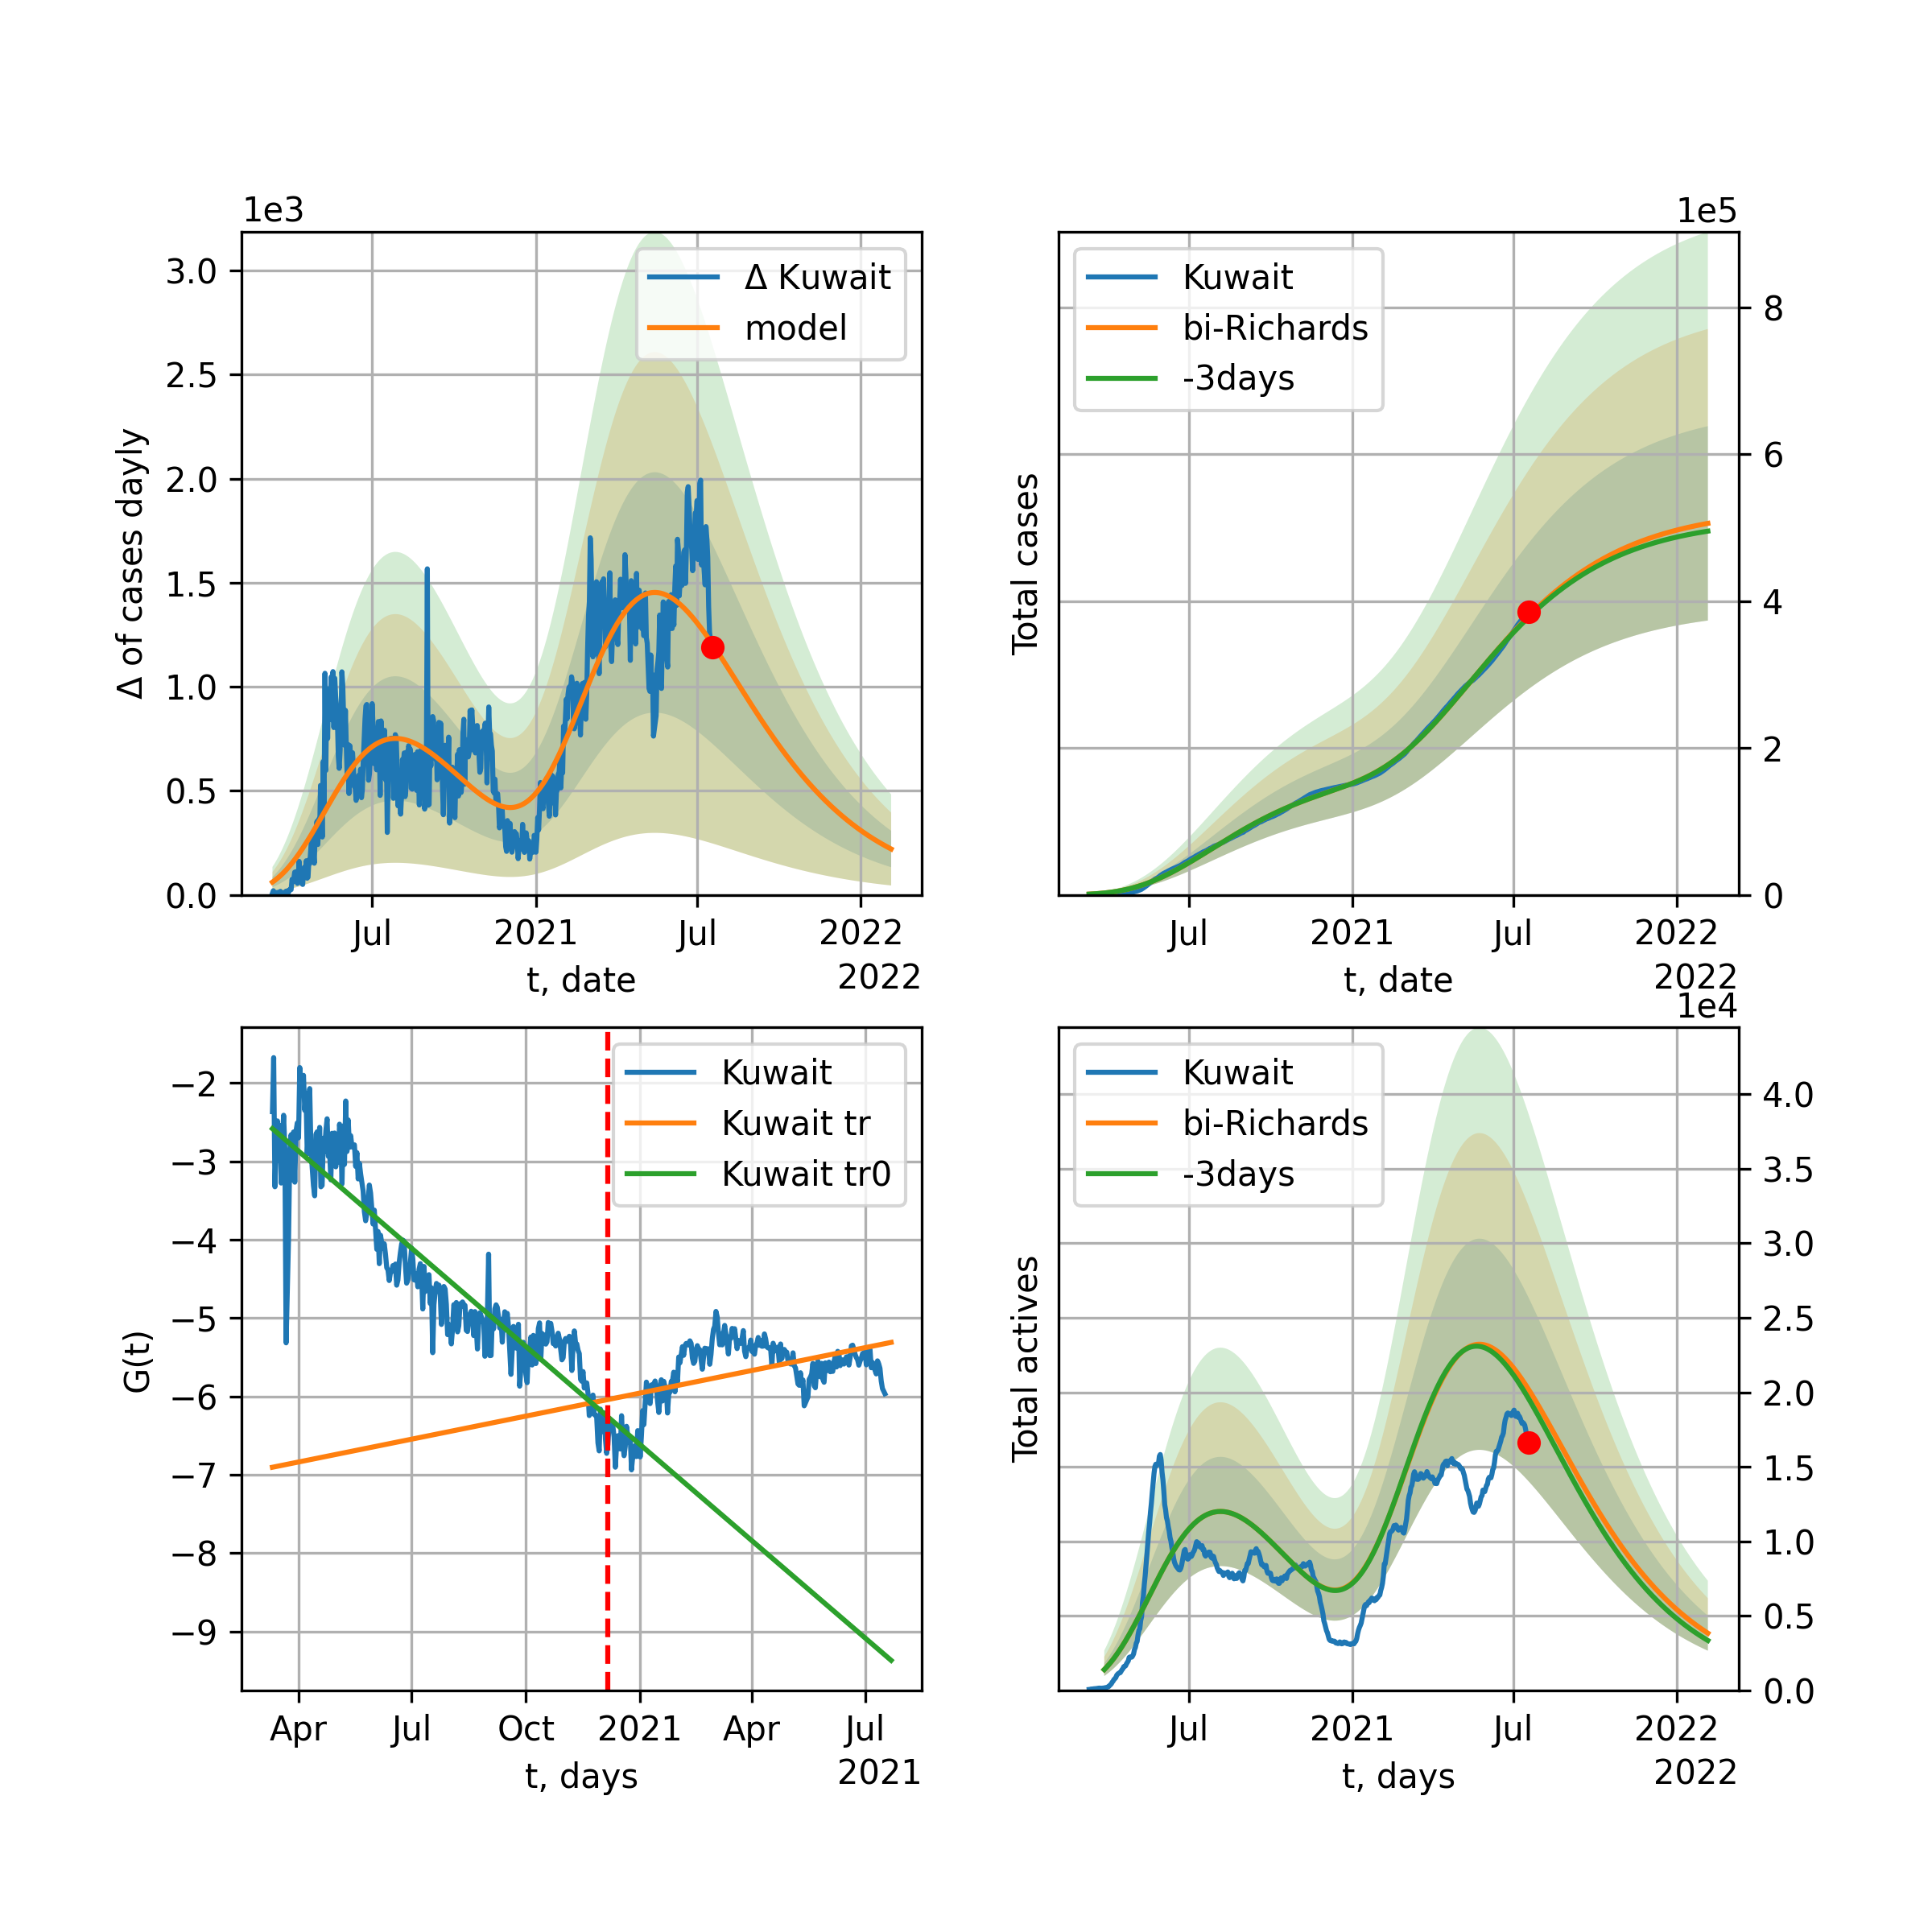 1e3
3.0
2.5
2.0
1.5
1.0
0.5
0.0
Δ of cases dayly
Δ Kuwait
model
Jul
2021
Jul
2022
t, date
2022
1e5
8
6
4
2
0
Total cases
Kuwait
bi-Richards
-3days
Jul
2021
Jul
2022
t, date
2022
−2
−3
−4
−5
−6
−7
−8
−9
G(t)
Kuwait
Kuwait tr
Kuwait tr0
Apr
Jul
Oct
2021
Apr
Jul
t, days
2021
1e4
4.0
3.5
3.0
2.5
2.0
1.5
1.0
0.5
0.0
Total actives
Kuwait
bi-Richards
-3days
Jul
2021
Jul
2022
t, days
2022